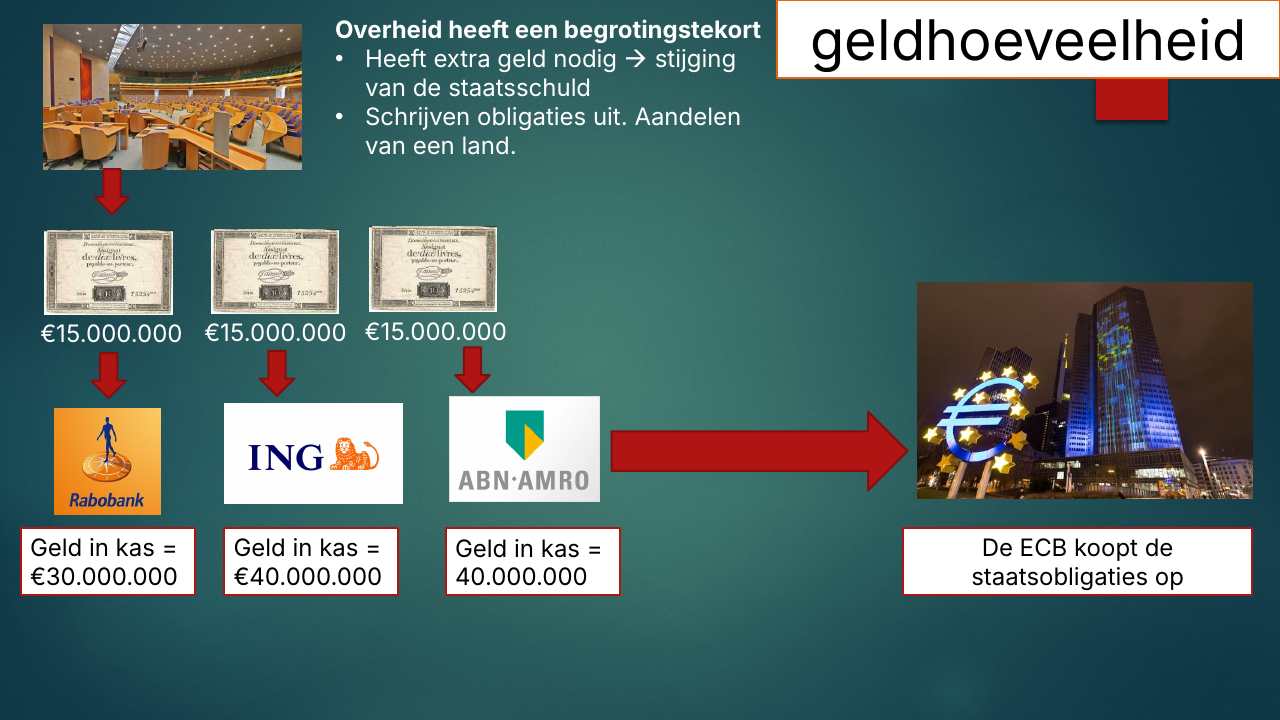 geldhoeveelheid
Overheid heeft een begrotingstekort
• Heeft extra geld nodig → stijging
van de staatsschuld
• Schrijven obligaties uit. Aandelen
van een land.
€15.000.000
€15.000.000
€15.000.000
Rabobank
ING
ABN·AMRO
Geld in kas =
€30.000.000
Geld in kas =
€40.000.000
Geld in kas =
40.000.000
De ECB koopt de
staatsobligaties op